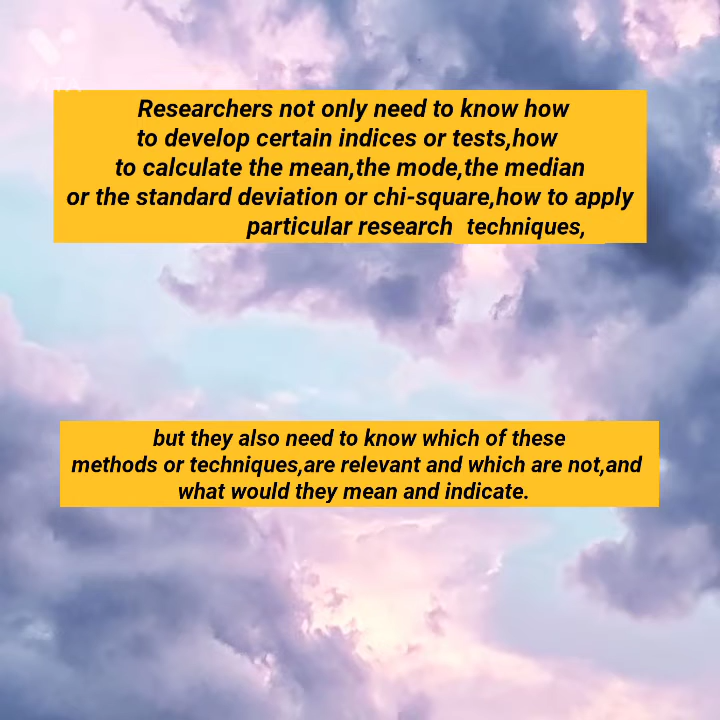 Researchers not only need to know how
to develop certain indices or tests,how
to calculate the mean,the mode,the median
or the standard deviation or chi-square,how to apply
particular research techniques,
but they also need to know which of these
methods or techniques,are relevant and which are not,and
what would they mean and indicate.